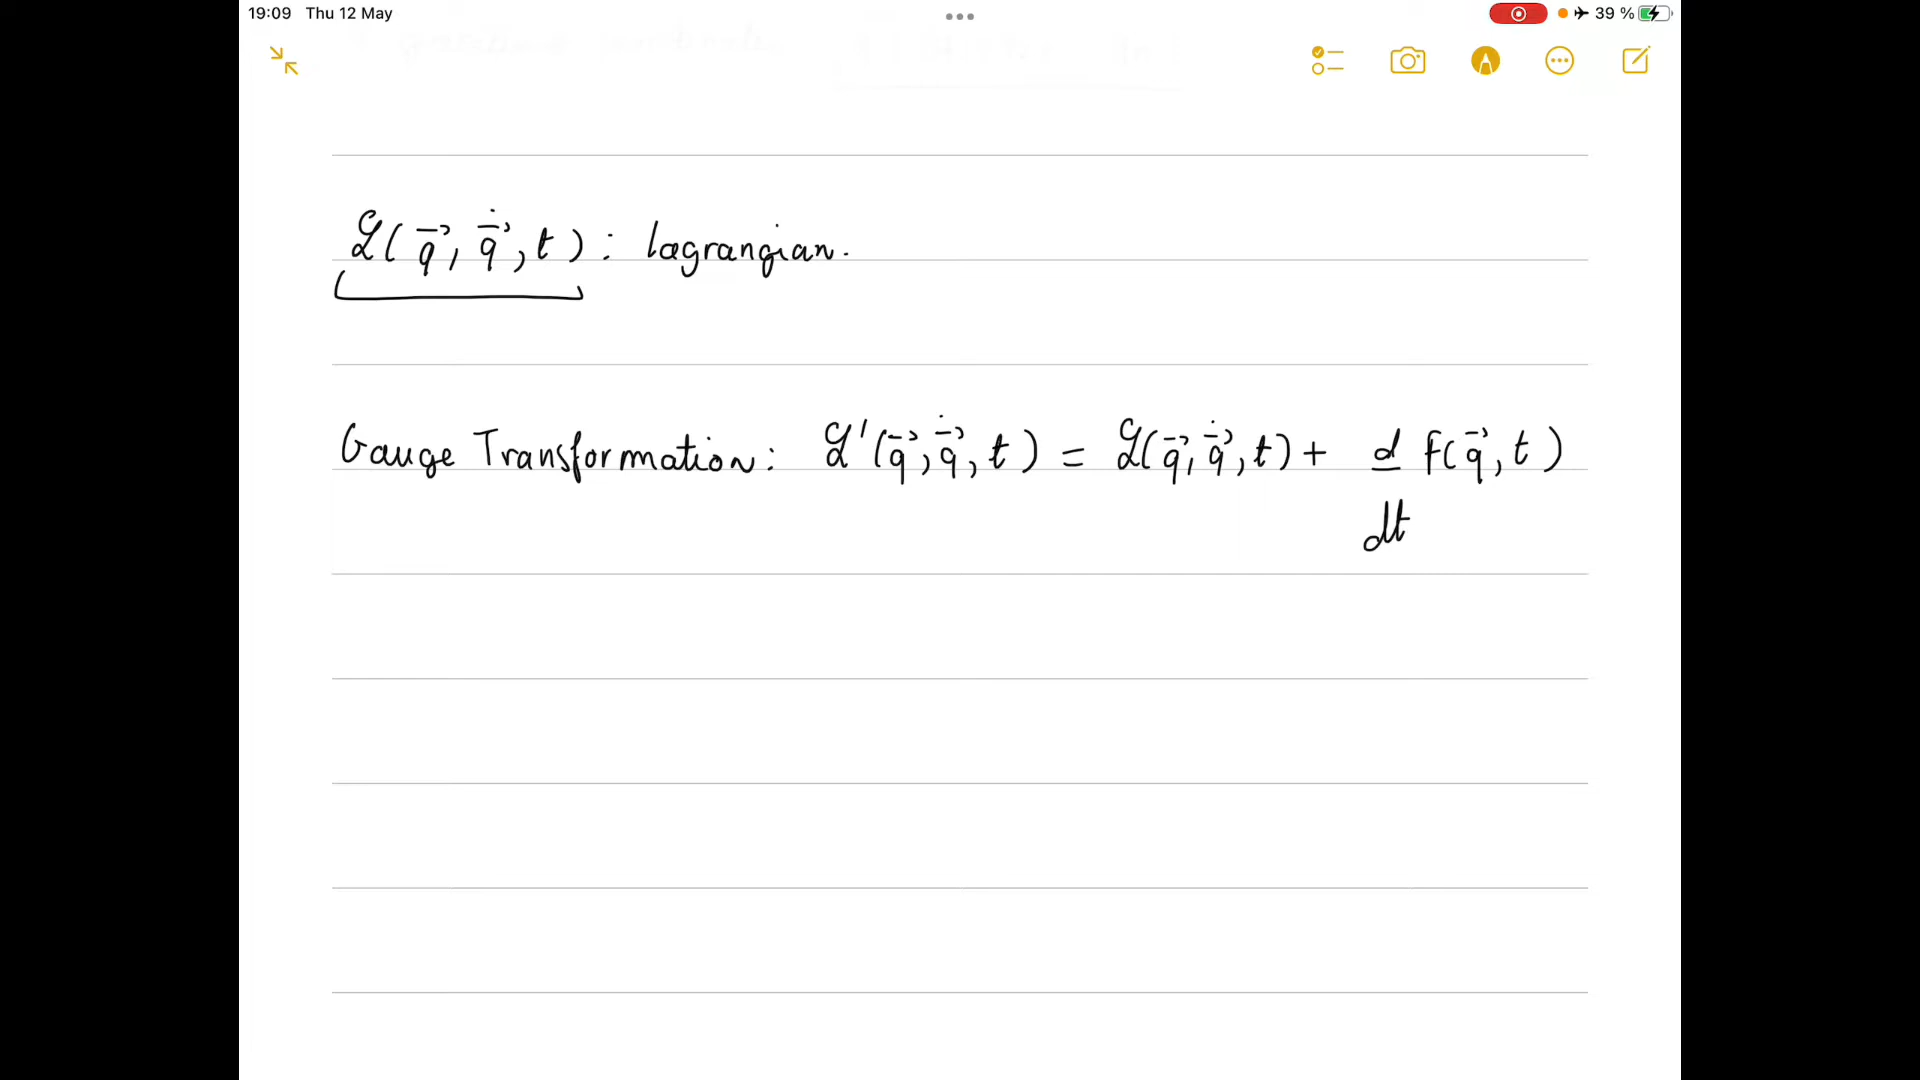 19:09 Thu 12 May
39 %
ℒ(q⃗, q̇⃗, t): lagrangian.
Gauge Transformation: ℒ'(q⃗, q̇⃗, t) = ℒ(q⃗, q̇⃗, t) + d/dt F(q⃗, t)